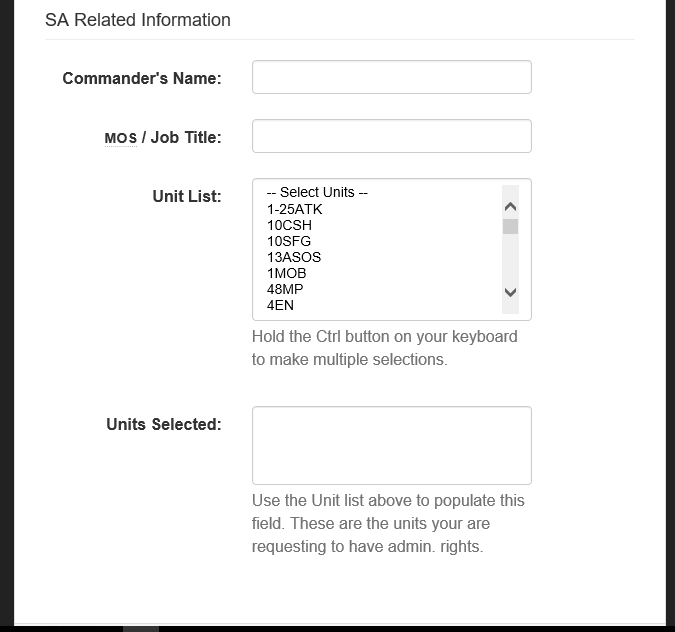 SA Related Information
Commander's Name:
MOS / Job Title:
Unit List:
-- Select Units --
1-25ATK
10CSH
10SFG
13ASOS
1MOB
48MP
4EN
Hold the Ctrl button on your keyboard
to make multiple selections.
Units Selected:
Use the Unit list above to populate this
field. These are the units your are
requesting to have admin. rights.